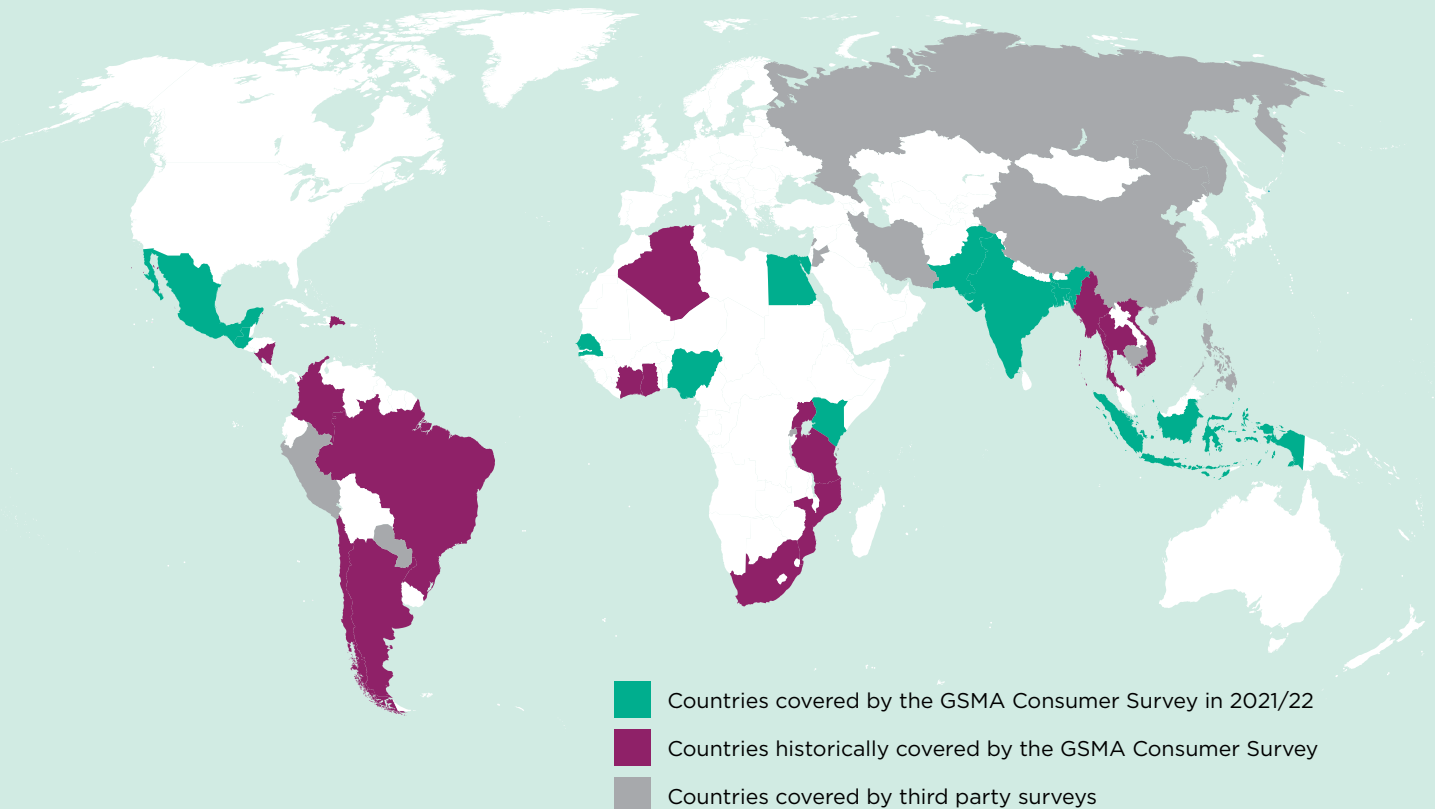 Countries covered by the GSMA Consumer Survey in 2021/22
Countries historically covered by the GSMA Consumer Survey
Countries covered by third party surveys